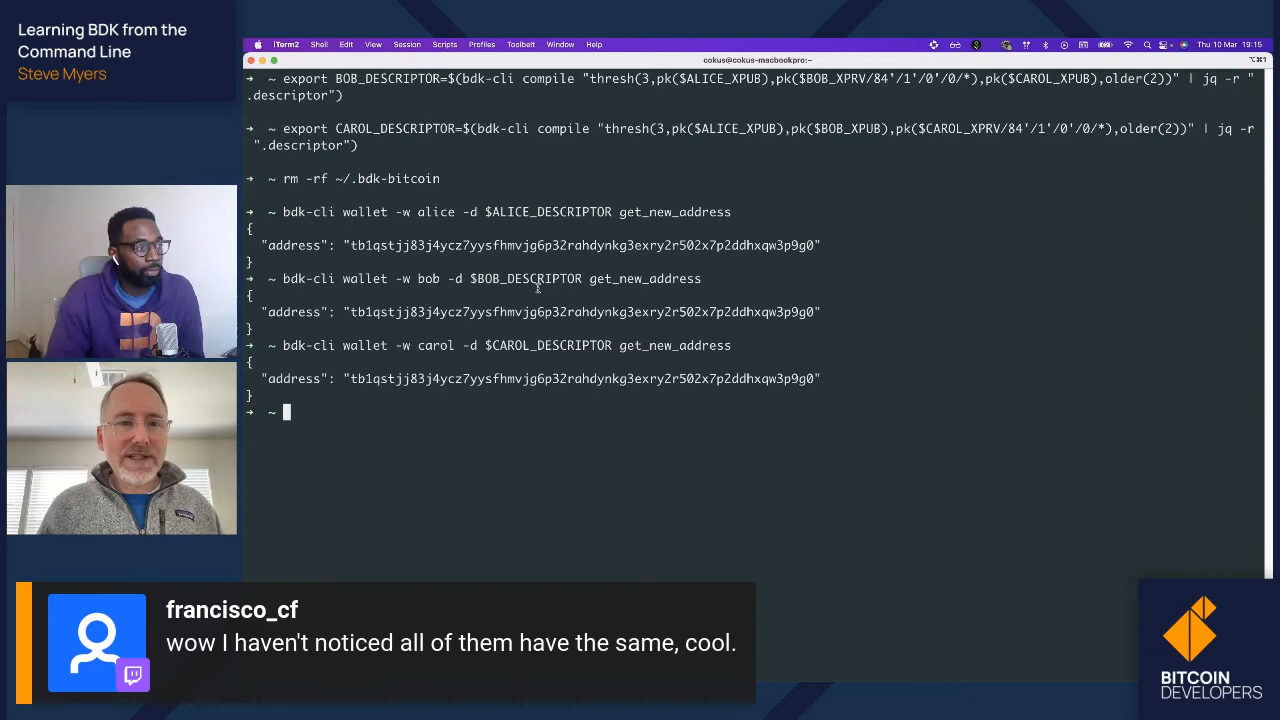 Learning BDK from the
Command Line
Steve Myers
iTerm2 Shell Edit View Session Scripts Profiles Toolbelt Window Help
Thu 10 Mar 19:15
cokus@cokus-macbookpro:~
⌥⌘1
➜ ~ export BOB_DESCRIPTOR=$(bdk-cli compile "thresh(3,pk($ALICE_XPUB),pk($BOB_XPRV/84'/1'/0'/0/*),pk($CAROL_XPUB),older(2))" | jq -r "
.descriptor")
➜ ~ export CAROL_DESCRIPTOR=$(bdk-cli compile "thresh(3,pk($ALICE_XPUB),pk($BOB_XPUB),pk($CAROL_XPRV/84'/1'/0'/0/*),older(2))" | jq -r
".descriptor")
➜ ~ rm -rf ~/.bdk-bitcoin
➜ ~ bdk-cli wallet -w alice -d $ALICE_DESCRIPTOR get_new_address
{
"address": "tb1qstjj83j4ycz7yysfhmvjg6p32rahdynkg3exry2r502x7p2ddhxqw3p9g0"
}
➜ ~ bdk-cli wallet -w bob -d $BOB_DESCRIPTOR get_new_address
{
"address": "tb1qstjj83j4ycz7yysfhmvjg6p32rahdynkg3exry2r502x7p2ddhxqw3p9g0"
}
➜ ~ bdk-cli wallet -w carol -d $CAROL_DESCRIPTOR get_new_address
{
"address": "tb1qstjj83j4ycz7yysfhmvjg6p32rahdynkg3exry2r502x7p2ddhxqw3p9g0"
}
➜ ~
francisco_cf
wow I haven't noticed all of them have the same, cool.
BITCOIN
DEVELOPERS